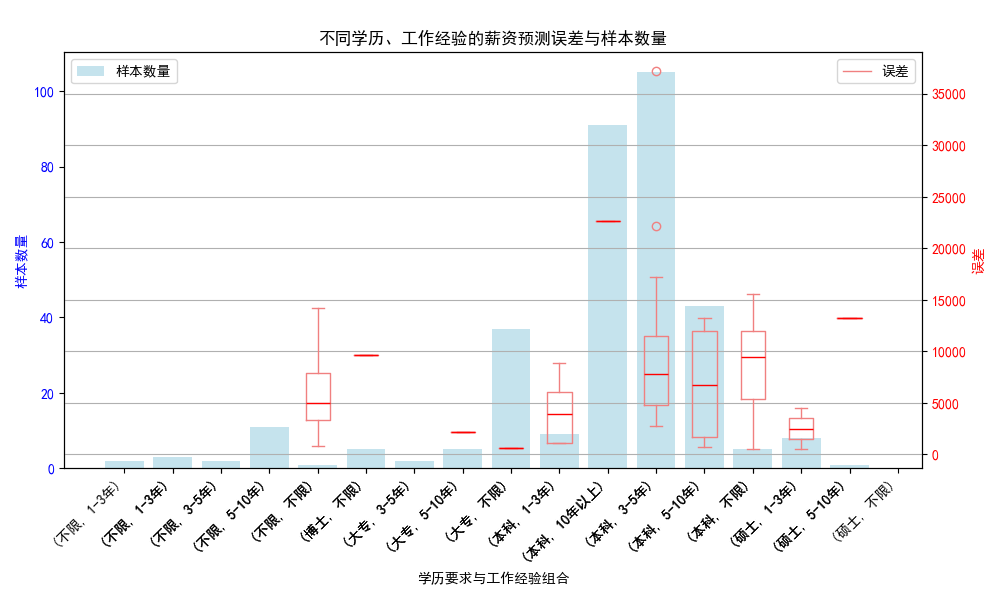 不同学历、工作经验的薪资预测误差与样本数量
样本数量
误差
100
80
60
40
20
0
样本数量
35000
30000
25000
20000
15000
10000
5000
0
误差
(不限, 1-3年)
(不限, 1-3年)
(不限, 3-5年)
(不限, 5-10年)
(不限, 不限)
(博士, 不限)
(大专, 3-5年)
(大专, 5-10年)
(大专, 不限)
(本科, 1-3年)
(本科, 10年以上)
(本科, 3-5年)
(本科, 5-10年)
(本科, 不限)
(硕士, 1-3年)
(硕士, 5-10年)
(硕士, 不限)
学历要求与工作经验组合